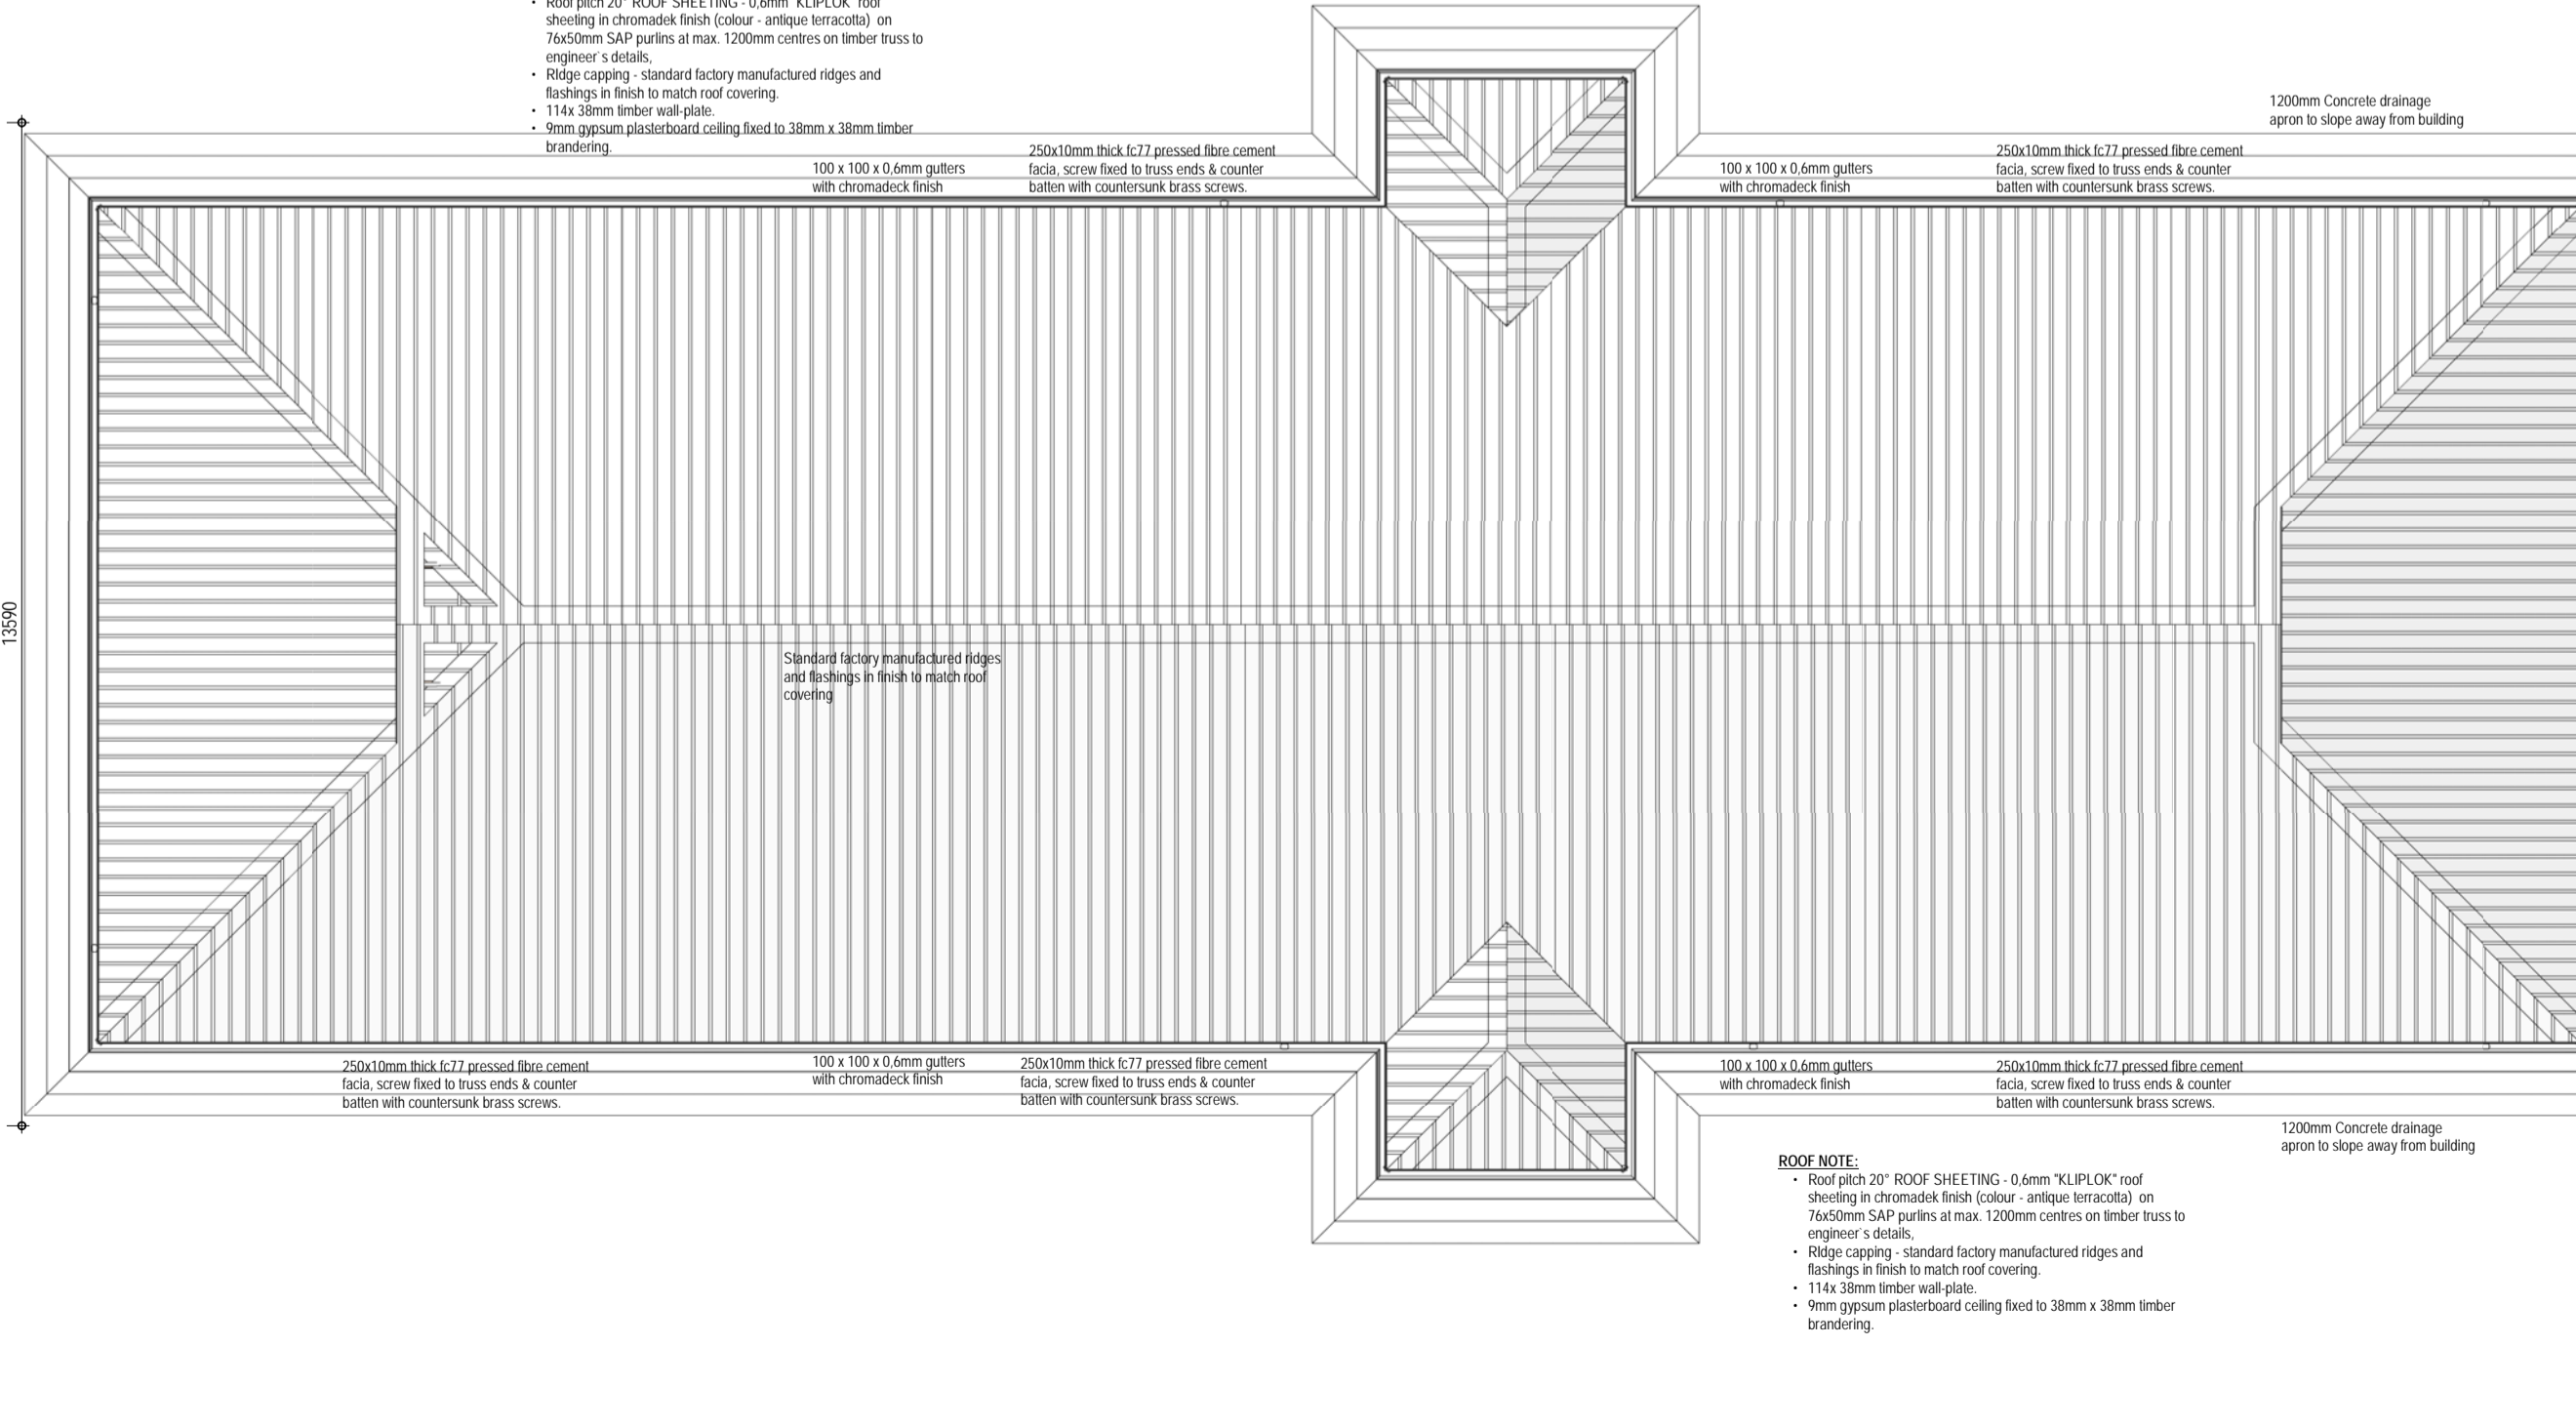 • Roof pitch 20° ROOF SHEETING - 0,6mm "KLIPLOK" roof
sheeting in chromadek finish (colour - antique terracotta) on
76x50mm SAP purlins at max. 1200mm centres on timber truss to
engineer`s details,
• RIdge capping - standard factory manufactured ridges and
flashings in finish to match roof covering.
• 114x 38mm timber wall-plate.
• 9mm gypsum plasterboard ceiling fixed to 38mm x 38mm timber
brandering.
1200mm Concrete drainage
apron to slope away from building
100 x 100 x 0,6mm gutters
with chromadeck finish
250x10mm thick fc77 pressed fibre cement
facia, screw fixed to truss ends & counter
batten with countersunk brass screws.
100 x 100 x 0,6mm gutters
with chromadeck finish
250x10mm thick fc77 pressed fibre cement
facia, screw fixed to truss ends & counter
batten with countersunk brass screws.
13590
Standard factory manufactured ridges
and flashings in finish to match roof
covering
250x10mm thick fc77 pressed fibre cement
facia, screw fixed to truss ends & counter
batten with countersunk brass screws.
100 x 100 x 0,6mm gutters
with chromadeck finish
250x10mm thick fc77 pressed fibre cement
facia, screw fixed to truss ends & counter
batten with countersunk brass screws.
100 x 100 x 0,6mm gutters
with chromadeck finish
250x10mm thick fc77 pressed fibre cement
facia, screw fixed to truss ends & counter
batten with countersunk brass screws.
1200mm Concrete drainage
apron to slope away from building
ROOF NOTE:
• Roof pitch 20° ROOF SHEETING - 0,6mm "KLIPLOK" roof
sheeting in chromadek finish (colour - antique terracotta) on
76x50mm SAP purlins at max. 1200mm centres on timber truss to
engineer`s details,
• RIdge capping - standard factory manufactured ridges and
flashings in finish to match roof covering.
• 114x 38mm timber wall-plate.
• 9mm gypsum plasterboard ceiling fixed to 38mm x 38mm timber
brandering.